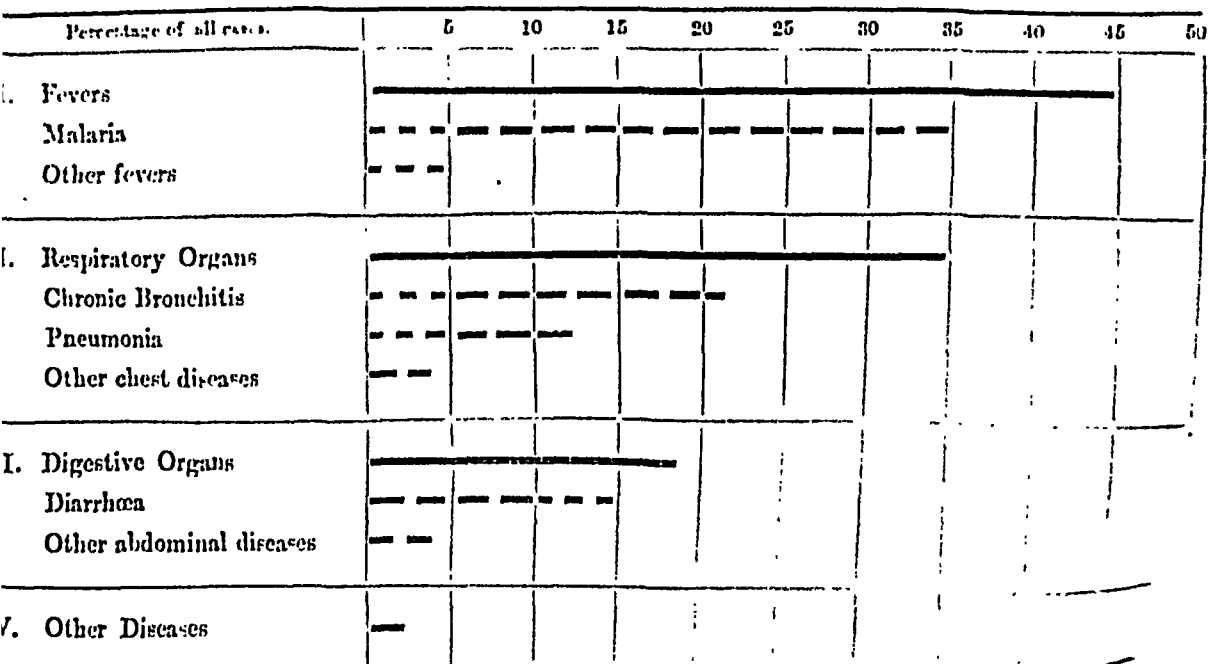 Percentage of all cases. 5 10 15 20 25 30 35 40 45 50
I. Fevers
Malaria
Other fevers
I. Respiratory Organs
Chronic Bronchitis
Pneumonia
Other chest diseases
I. Digestive Organs
Diarrhœa
Other abdominal diseases
V. Other Diseases